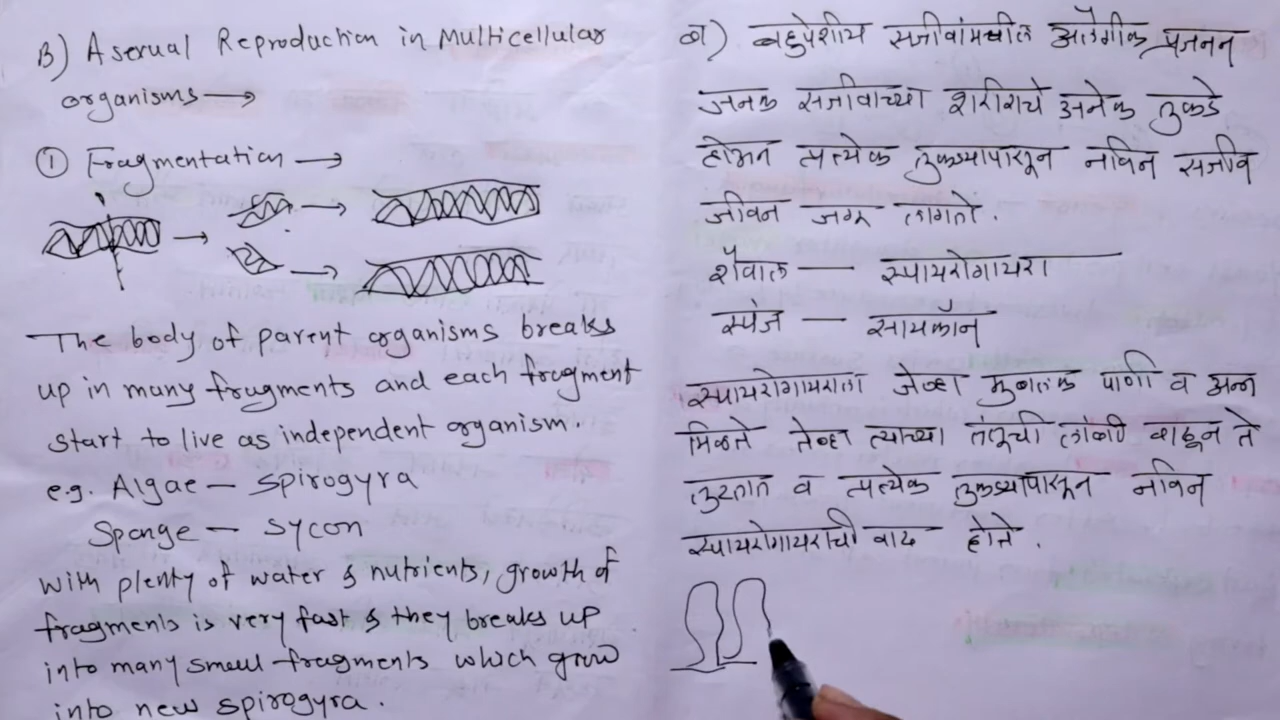 B) Asexual Reproduction in Multicellular
organisms →
① Fragmentation →
The body of parent organisms breaks
up in many fragments and each fragment
start to live as independent organism.
e.g. Algae – Spirogyra
Sponge – Sycon
With plenty of water & nutrients, growth of
fragments is very fast & they breaks up
into many small fragments which grow
into new spirogyra.
ब) बहुपेशीय सजीवांमधील अलैंगीक प्रजनन
जनक सजीवाच्या शरीराचे अनेक तुकडे
होऊन प्रत्येक तुकड्यापासून नविन सजीव
जीवन जगू लागतो.
शैवाल — स्पायरोगायरा
स्पंज — सायकॉन
स्पायरोगायराला जेव्हा मुबलक पाणी व अन्न
मिळते तेव्हा त्याच्या तंतूची लांबी वाढून ते
तुटतात व प्रत्येक तुकड्यापासून नविन
स्पायरोगायराची वाढ होते.